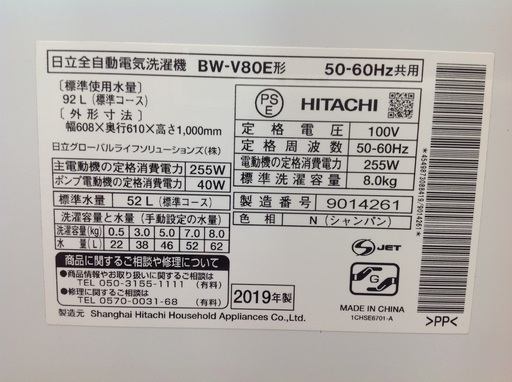 日立全自動電気洗濯機 BW-V80E形 50-60Hz共用
〔標準使用水量〕
92L（標準コース）
〔外形寸法〕
幅608×奥行610×高さ1,000mm
日立グローバルライフソリューションズ（株）
主電動機の定格消費電力 255W
ポンプ電動機の定格消費電力 40W
標準水量 52L（標準コース）
洗濯容量と水量（手動設定の水量）
洗濯容量(kg) 0.5 3.0 5.0 7.0 8.0
水量(L) 22 38 46 52 62
商品に関するご相談や修理について
●商品情報やお取り扱いに関するご相談
TEL 050-3155-1111（有料）
●修理に関するご相談
TEL 0570-0031-68（有料）
製造元 Shanghai Hitachi Household Appliances Co.,Ltd.
2019年製
PSE
HITACHI
定格電圧 100V
定格周波数 50-60Hz
電動機の定格消費電力 255W
標準洗濯容量 8.0kg
製造番号 9014261
色相 N（シャンパン）
JET
G
MADE IN CHINA
1CHSE6701-A
>PP<